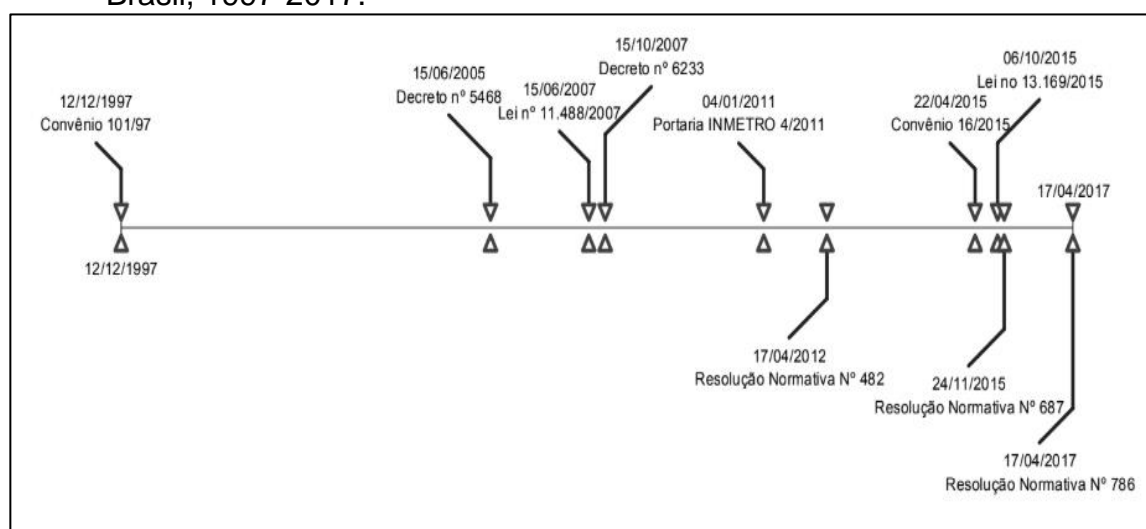 Brasil, 1997-2017.
12/12/1997
Convênio 101/97
15/06/2005
Decreto nº 5468
15/06/2007
Lei nº 11.488/2007
15/10/2007
Decreto nº 6233
04/01/2011
Portaria INMETRO 4/2011
22/04/2015
Convênio 16/2015
06/10/2015
Lei no 13.169/2015
17/04/2017
12/12/1997
17/04/2012
Resolução Normativa Nº 482
24/11/2015
Resolução Normativa Nº 687
17/04/2017
Resolução Normativa Nº 786